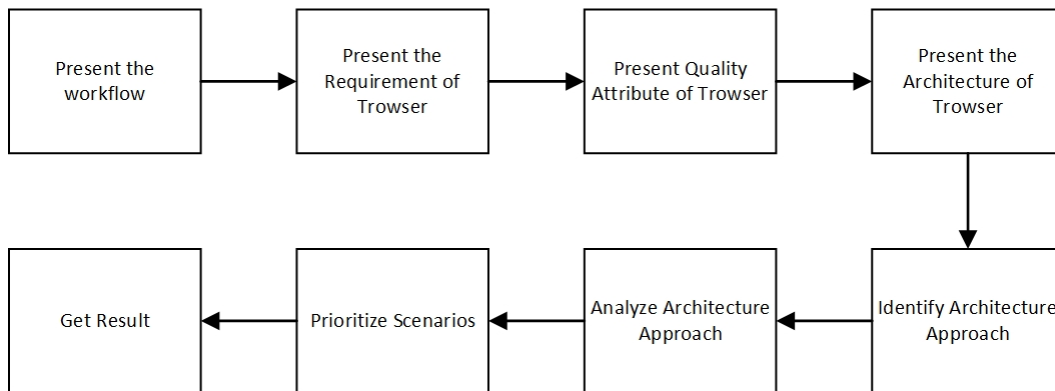 Present the
workflow
Present the
Requirement of
Trowser
Present Quality
Attribute of Trowser
Present the
Architecture of
Trowser
Get Result
Prioritize Scenarios
Analyze Architecture
Approach
Identify Architecture
Approach